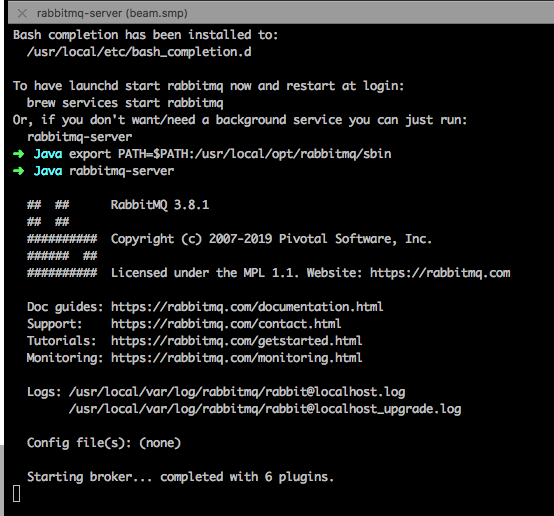 rabbitmq-server (beam.smp)
Bash completion has been installed to:
  /usr/local/etc/bash_completion.d

To have launchd start rabbitmq now and restart at login:
  brew services start rabbitmq
Or, if you don't want/need a background service you can just run:
  rabbitmq-server
➜  Java export PATH=$PATH:/usr/local/opt/rabbitmq/sbin
➜  Java rabbitmq-server

  ##  ##      RabbitMQ 3.8.1
  ##  ##
  ##########  Copyright (c) 2007-2019 Pivotal Software, Inc.
  ######  ##
  ##########  Licensed under the MPL 1.1. Website: https://rabbitmq.com

  Doc guides: https://rabbitmq.com/documentation.html
  Support:    https://rabbitmq.com/contact.html
  Tutorials:  https://rabbitmq.com/getstarted.html
  Monitoring: https://rabbitmq.com/monitoring.html

  Logs: /usr/local/var/log/rabbitmq/rabbit@localhost.log
        /usr/local/var/log/rabbitmq/rabbit@localhost_upgrade.log

  Config file(s): (none)

  Starting broker... completed with 6 plugins.